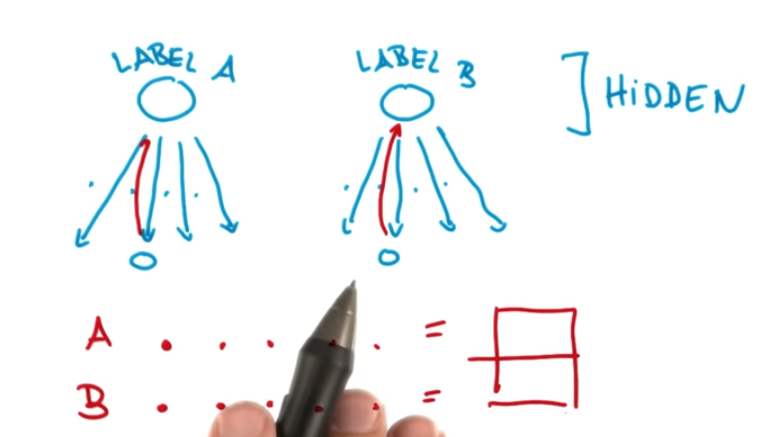 LABEL A
LABEL B
HIDDEN
A . . . . . =
B . . . . . =